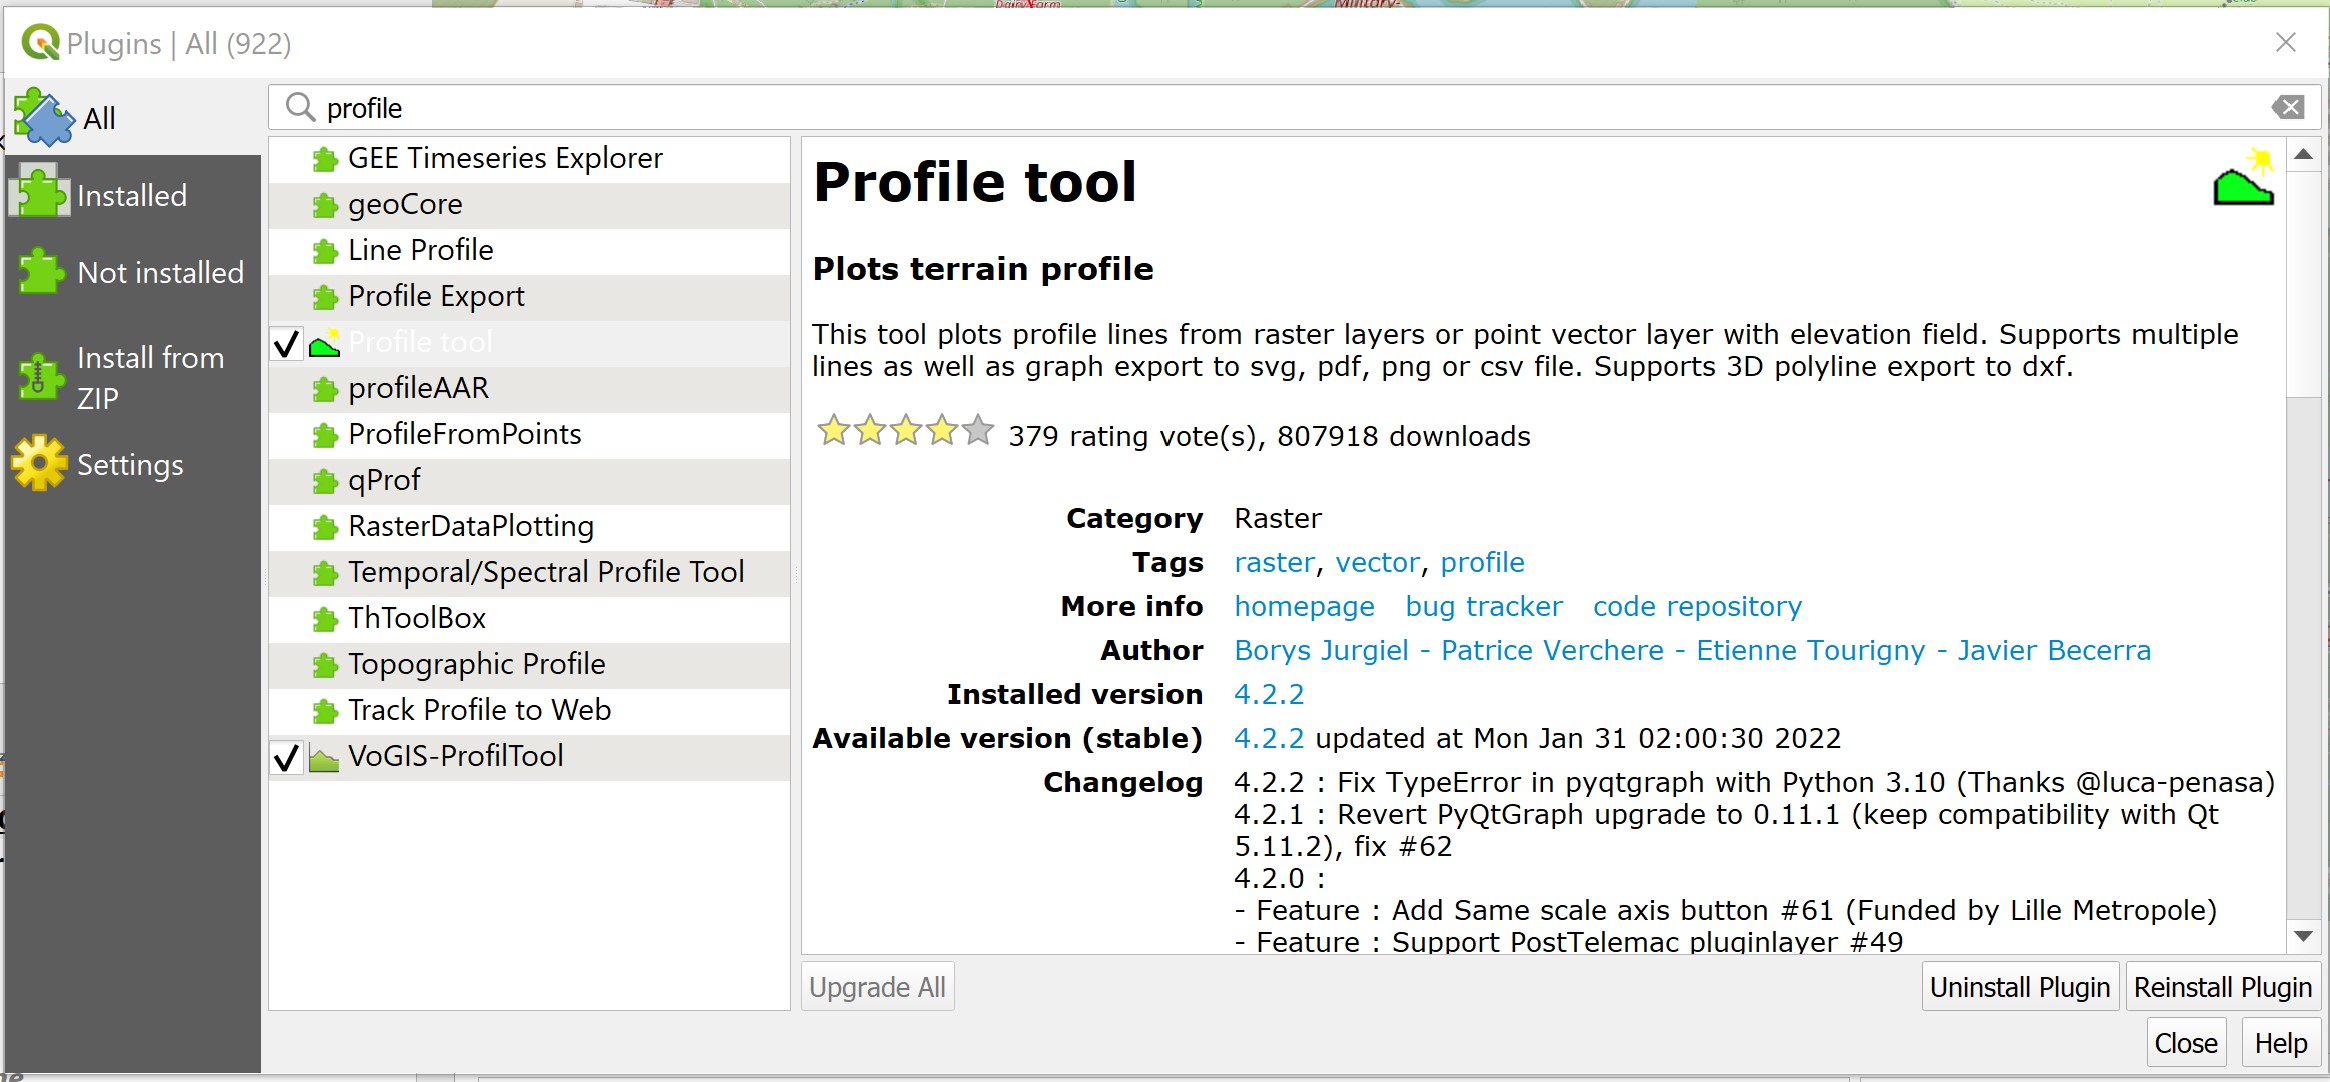 Dairy Farm
Military-
Plugins | All (922)
All
Installed
Not installed
Install from
ZIP
Settings
profile
GEE Timeseries Explorer
geoCore
Line Profile
Profile Export
Profile tool
profileAAR
ProfileFromPoints
qProf
RasterDataPlotting
Temporal/Spectral Profile Tool
ThToolBox
Topographic Profile
Track Profile to Web
VoGIS-ProfilTool
Profile tool
Plots terrain profile
This tool plots profile lines from raster layers or point vector layer with elevation field. Supports multiple
lines as well as graph export to svg, pdf, png or csv file. Supports 3D polyline export to dxf.
379 rating vote(s), 807918 downloads
Category Raster
Tags raster, vector, profile
More info homepage bug tracker code repository
Author Borys Jurgiel - Patrice Verchere - Etienne Tourigny - Javier Becerra
Installed version 4.2.2
Available version (stable) 4.2.2 updated at Mon Jan 31 02:00:30 2022
Changelog 4.2.2 : Fix TypeError in pyqtgraph with Python 3.10 (Thanks @luca-penasa)
4.2.1 : Revert PyQtGraph upgrade to 0.11.1 (keep compatibility with Qt
5.11.2), fix #62
4.2.0 :
- Feature : Add Same scale axis button #61 (Funded by Lille Metropole)
- Feature : Support PostTelemac pluginlayer #49
Upgrade All
Uninstall Plugin
Reinstall Plugin
Close
Help